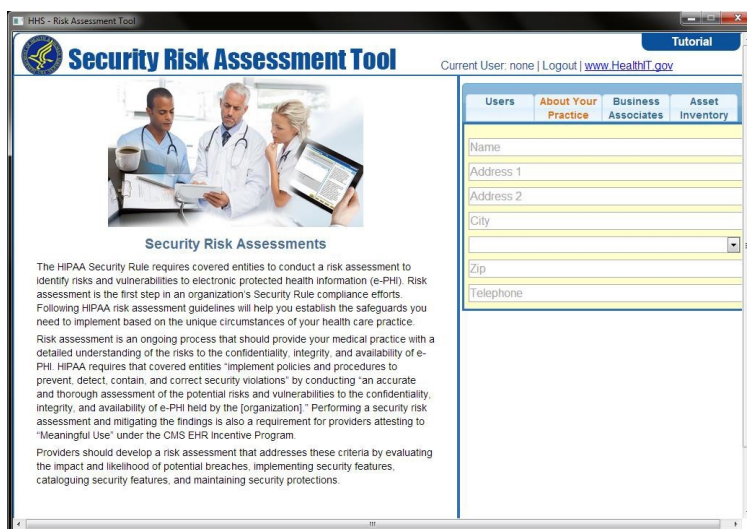 HHS - Risk Assessment Tool
Security Risk Assessment Tool
Tutorial
Current User: none | Logout | www.HealthIT.gov
Security Risk Assessments
The HIPAA Security Rule requires covered entities to conduct a risk assessment to
identify risks and vulnerabilities to electronic protected health information (e-PHI). Risk
assessment is the first step in an organization's Security Rule compliance efforts.
Following HIPAA risk assessment guidelines will help you establish the safeguards you
need to implement based on the unique circumstances of your health care practice.
Risk assessment is an ongoing process that should provide your medical practice with a
detailed understanding of the risks to the confidentiality, integrity, and availability of e-
PHI. HIPAA requires that covered entities "implement policies and procedures to
prevent, detect, contain, and correct security violations" by conducting "an accurate
and thorough assessment of the potential risks and vulnerabilities to the confidentiality,
integrity, and availability of e-PHI held by the [organization]." Performing a security risk
assessment and mitigating the findings is also a requirement for providers attesting to
"Meaningful Use" under the CMS EHR Incentive Program.
Providers should develop a risk assessment that addresses these criteria by evaluating
the impact and likelihood of potential breaches, implementing security features,
cataloguing security features, and maintaining security protections.
Users
About Your
Practice
Business
Associates
Asset
Inventory
Name
Address 1
Address 2
City
Zip
Telephone